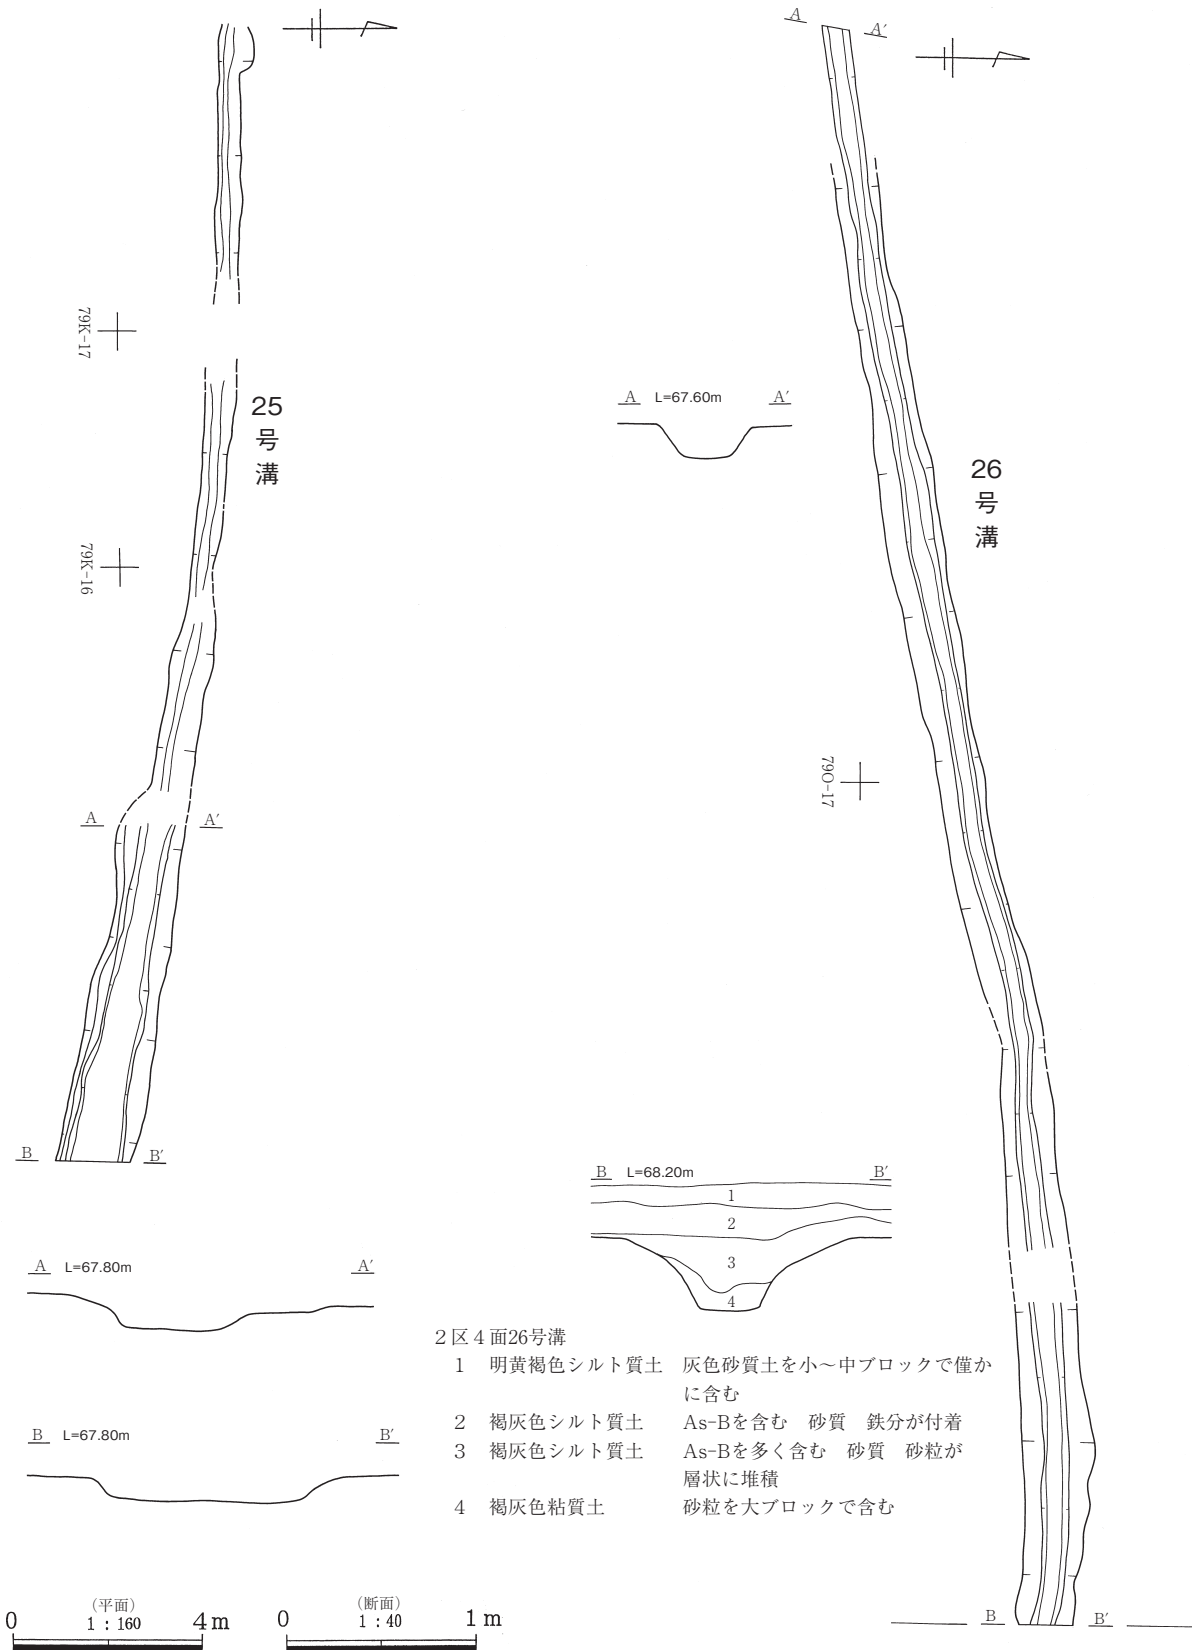 A
A′
79K-17
25号溝
79K-16
A
A′
B
B′
A L=67.80m A′
B L=67.80m B′
A L=67.60m A′
26号溝
79O-17
B L=68.20m B′
1
2
3
4
2区4面26号溝
1 明黄褐色シルト質土 灰色砂質土を小～中ブロックで僅か
に含む
2 褐灰色シルト質土 As-Bを含む 砂質 鉄分が付着
3 褐灰色シルト質土 As-Bを多く含む 砂質 砂粒が
層状に堆積
4 褐灰色粘質土 砂粒を大ブロックで含む
B
B′
(平面)
0 1:160 4m
(断面)
0 1:40 1m